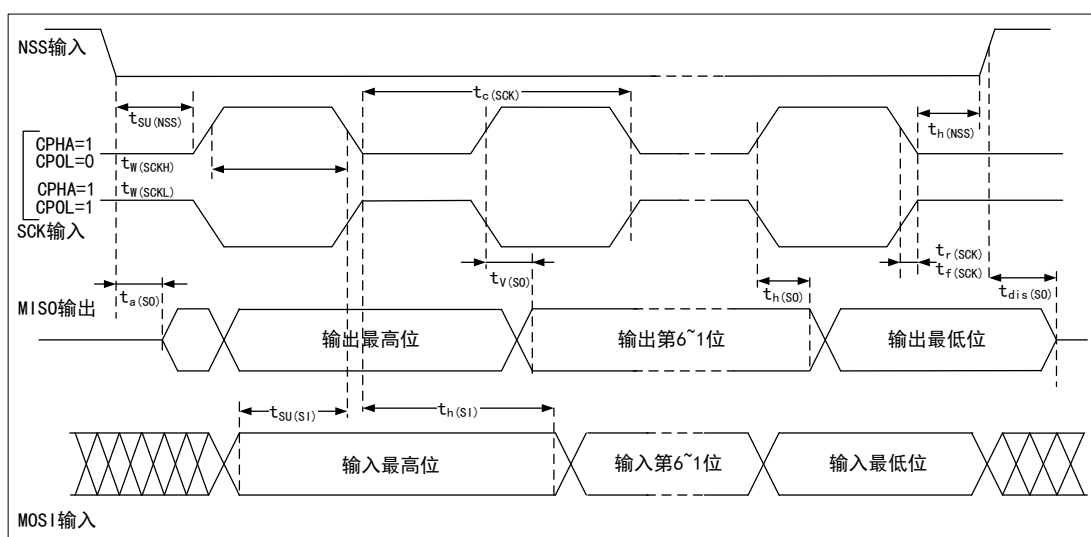 NSS输入
tc(SCK)
tSU(NSS)
th(NSS)
CPHA=1
CPOL=0
tW(SCKH)
CPHA=1
tW(SCKL)
CPOL=1
SCK输入
ta(SO)
tV(SO)
th(SO)
tr(SCK)
tf(SCK)
tdis(SO)
MISO输出
输出最高位
输出第6~1位
输出最低位
tSU(SI)
th(SI)
输入最高位
输入第6~1位
输入最低位
MOSI输入